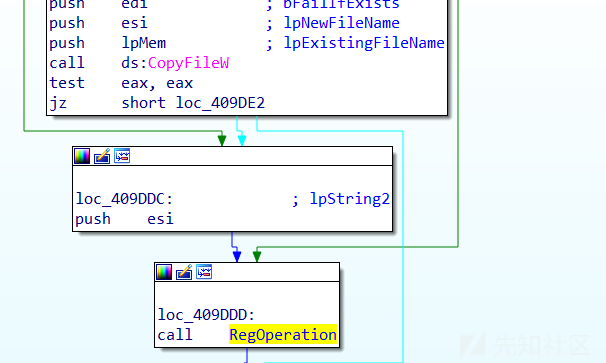 push    edi             ; bFailIfExists
push    esi             ; lpNewFileName
push    lpMem           ; lpExistingFileName
call    ds:CopyFileW
test    eax, eax
jz      short loc_409DE2
loc_409DDC:             ; lpString2
push    esi
loc_409DDD:
call    RegOperation
先知社区